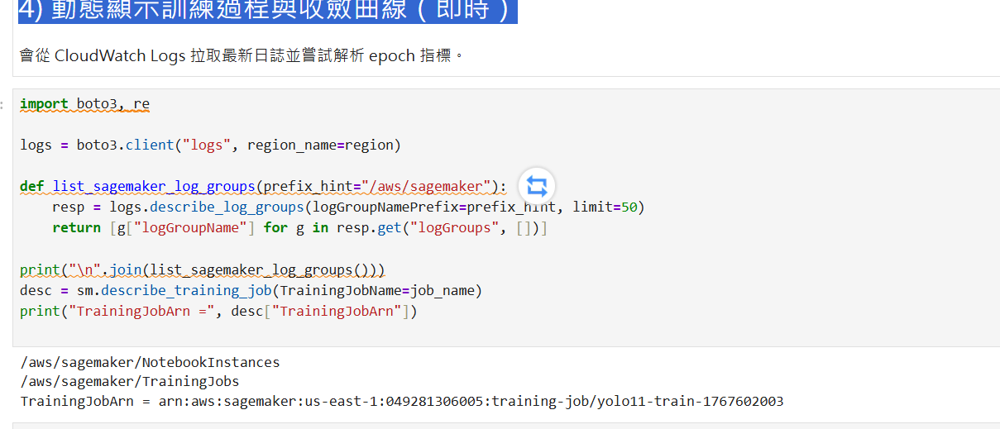 4) 動態顯示訓練過程與收斂曲線（即時）
會從 CloudWatch Logs 拉取最新日誌並嘗試解析 epoch 指標。
:
import boto3, re
logs = boto3.client("logs", region_name=region)
def list_sagemaker_log_groups(prefix_hint="/aws/sagemaker"):
    resp = logs.describe_log_groups(logGroupNamePrefix=prefix_hint, limit=50)
    return [g["logGroupName"] for g in resp.get("logGroups", [])]
print("\n".join(list_sagemaker_log_groups()))
desc = sm.describe_training_job(TrainingJobName=job_name)
print("TrainingJobArn =", desc["TrainingJobArn"])
/aws/sagemaker/NotebookInstances
/aws/sagemaker/TrainingJobs
TrainingJobArn = arn:aws:sagemaker:us-east-1:049281306005:training-job/yolo11-train-1767602003